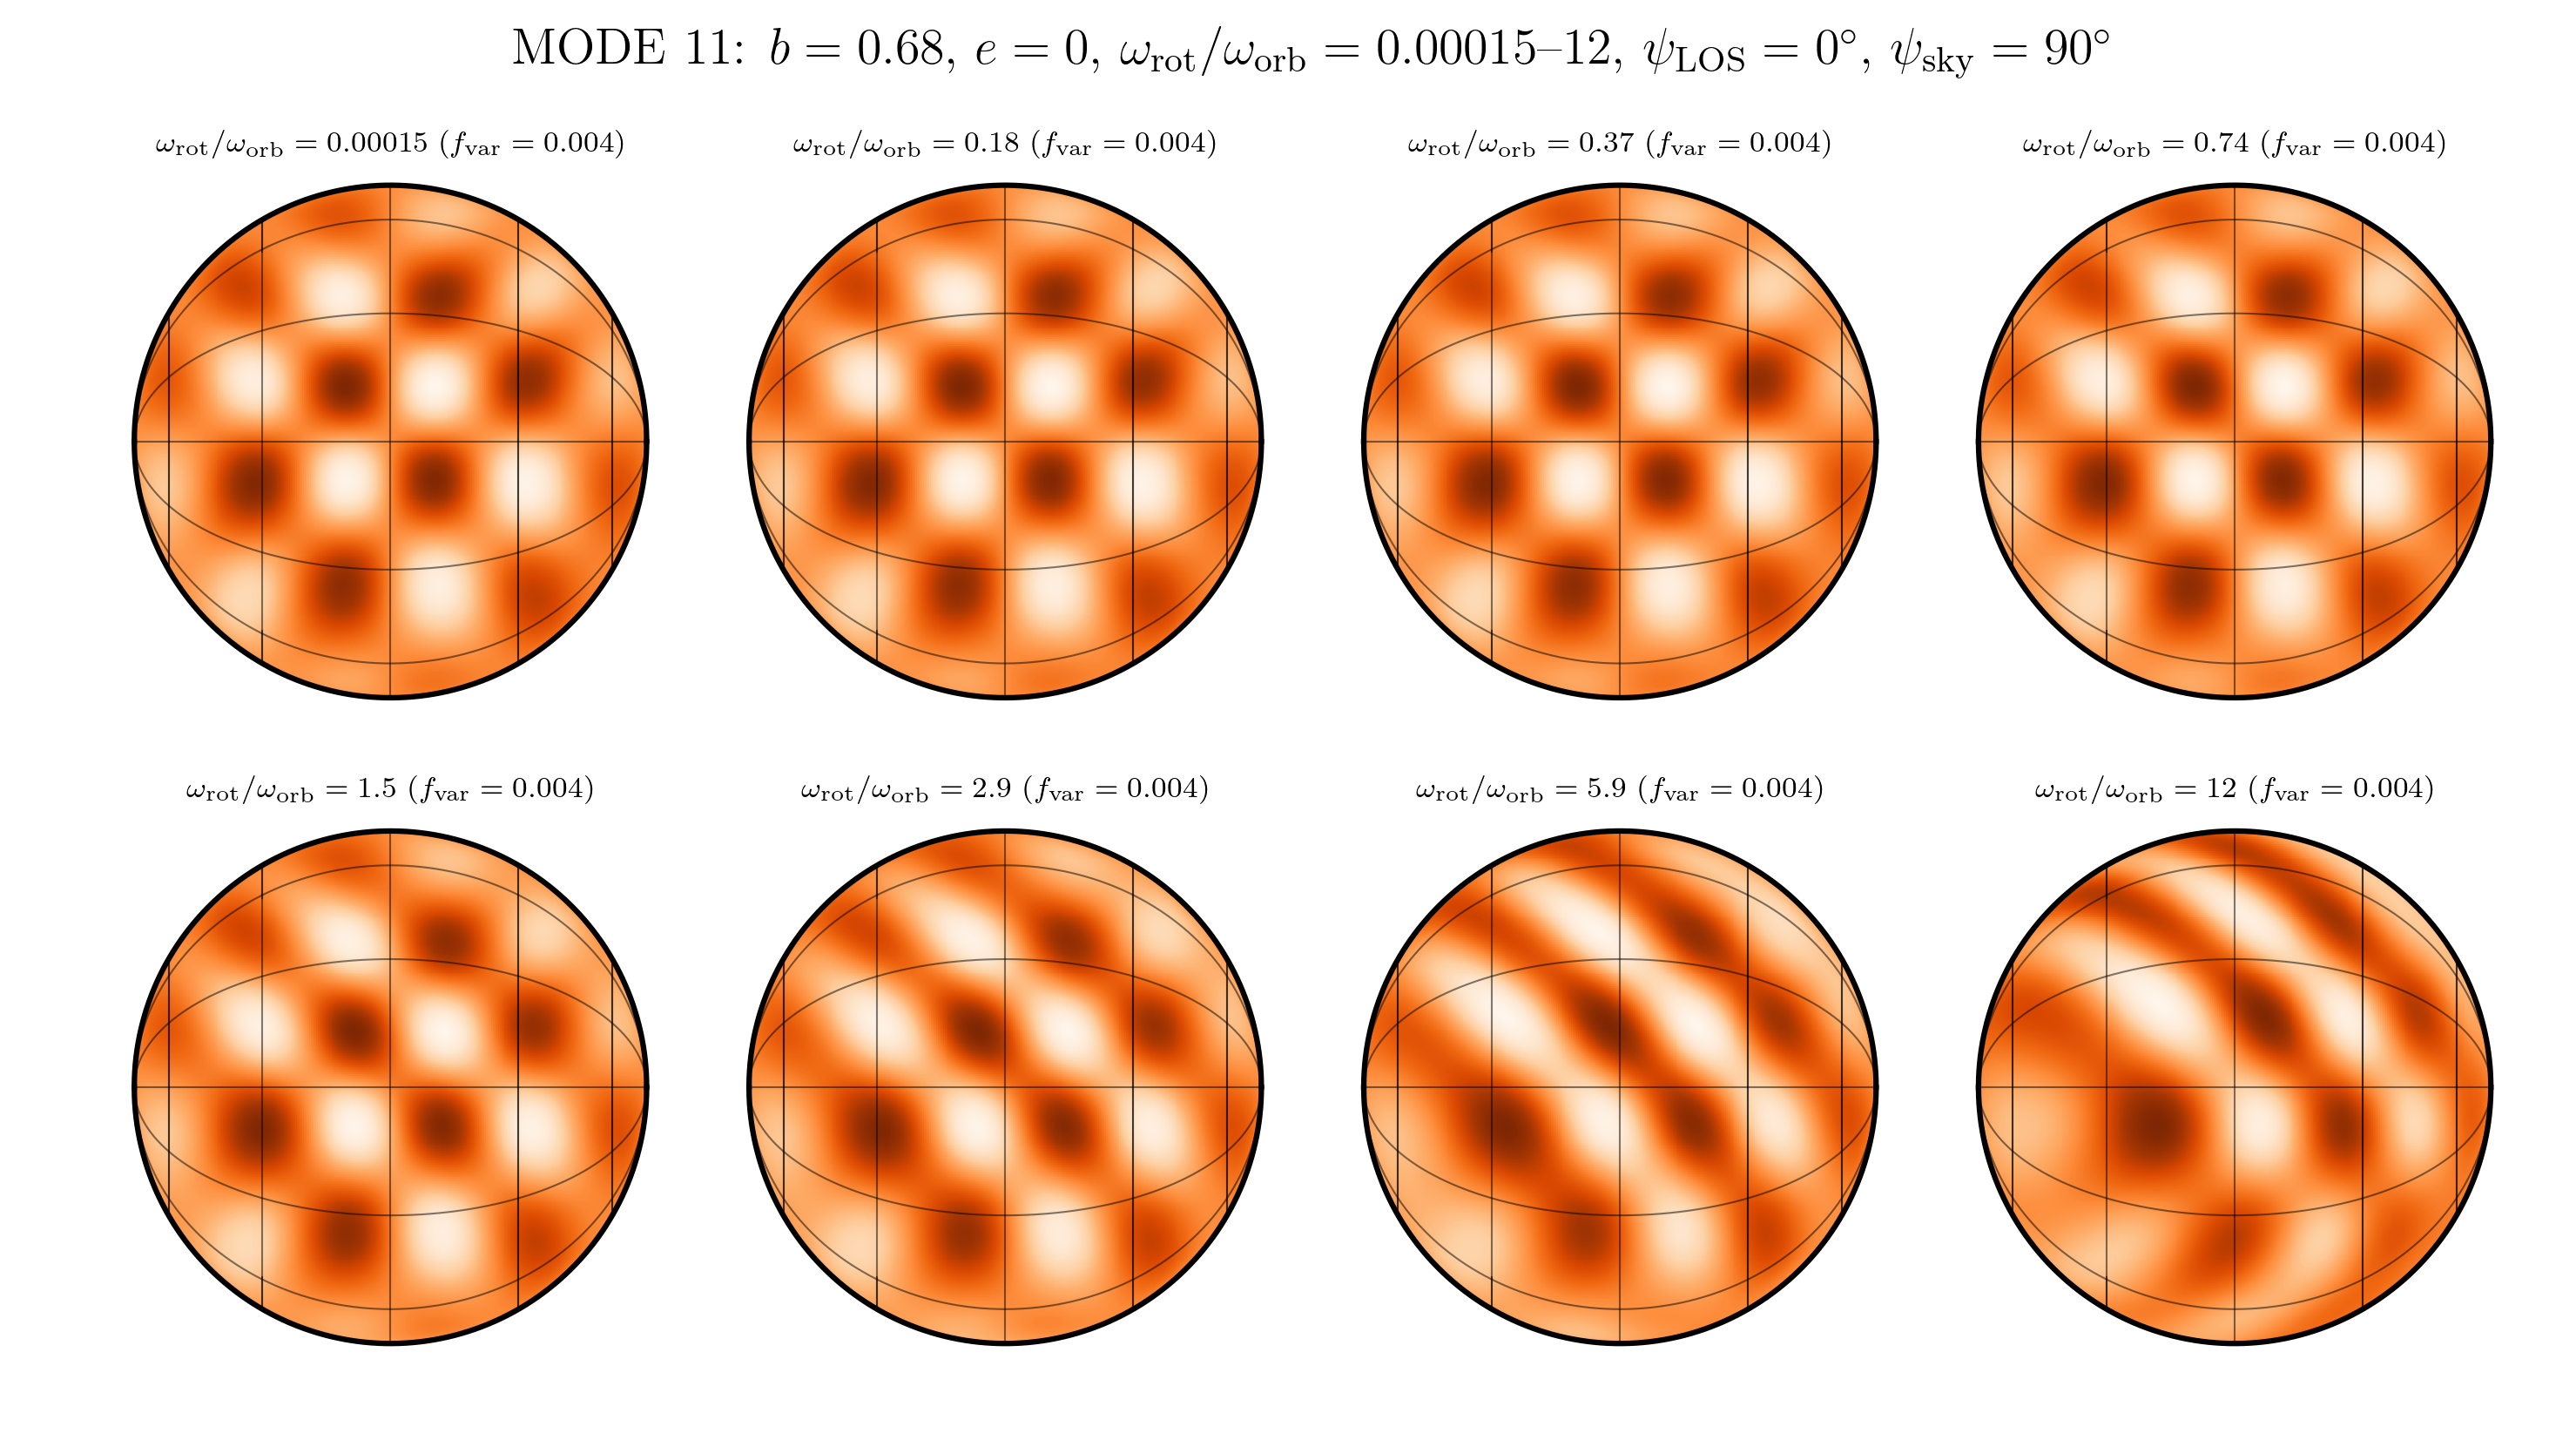 MODE 11: b = 0.68, e = 0, ω_rot/ω_orb = 0.00015–12, ψ_LOS = 0°, ψ_sky = 90°
ω_rot/ω_orb = 0.00015 (f_var = 0.004)
ω_rot/ω_orb = 0.18 (f_var = 0.004)
ω_rot/ω_orb = 0.37 (f_var = 0.004)
ω_rot/ω_orb = 0.74 (f_var = 0.004)
ω_rot/ω_orb = 1.5 (f_var = 0.004)
ω_rot/ω_orb = 2.9 (f_var = 0.004)
ω_rot/ω_orb = 5.9 (f_var = 0.004)
ω_rot/ω_orb = 12 (f_var = 0.004)